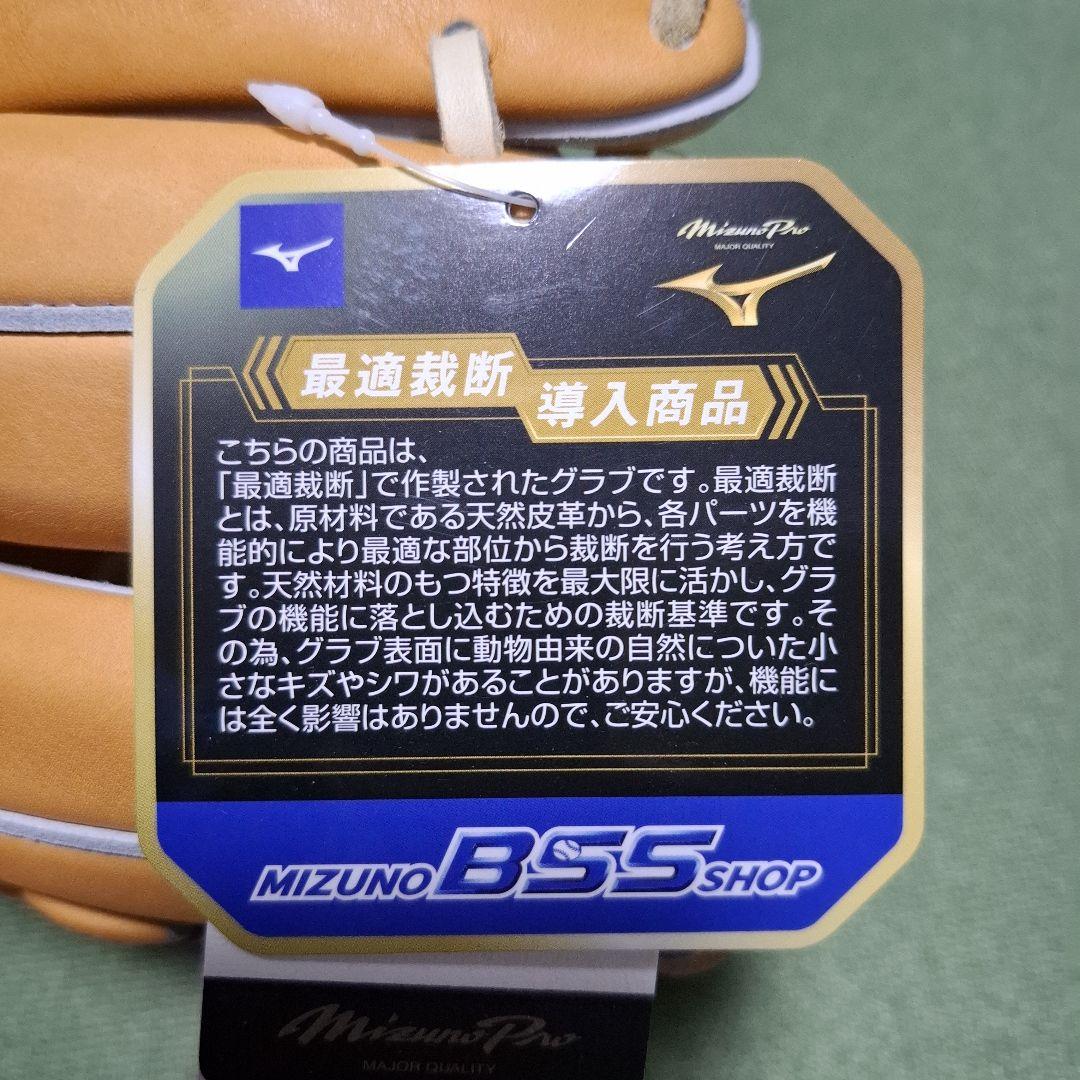 Mizuno Pro
MAJOR QUALITY
最適裁断
導入商品
こちらの商品は、
「最適裁断」で作製されたグラブです。最適裁断
とは、原材料である天然皮革から、各パーツを機
能的により最適な部位から裁断を行う考え方で
す。天然材料のもつ特徴を最大限に活かし、グラ
ブの機能に落とし込むための裁断基準です。そ
の為、グラブ表面に動物由来の自然についた小
さなキズやシワがあることがありますが、機能に
は全く影響はありませんので、ご安心ください。
MIZUNO BSS SHOP
Mizuno Pro
MAJOR QUALITY